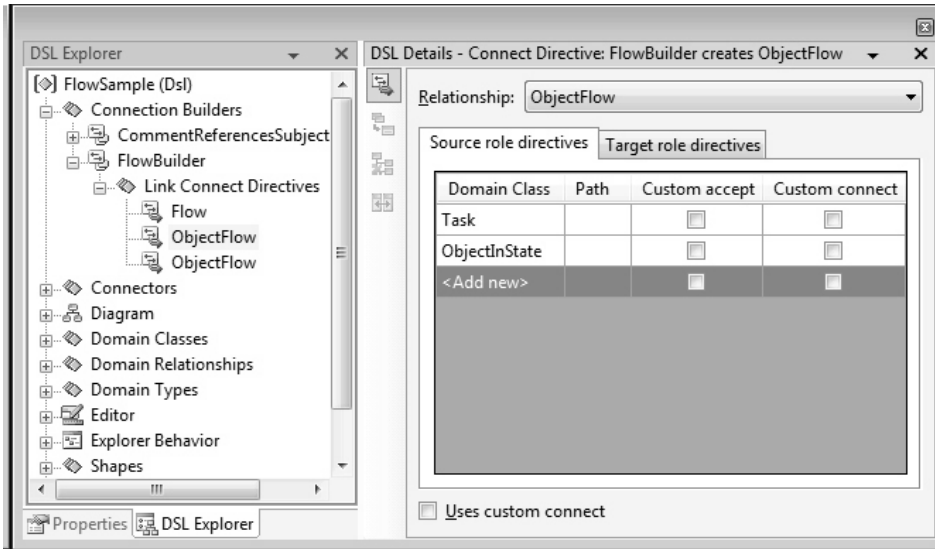 DSL Explorer
[◇] FlowSample (Dsl)
Connection Builders
CommentReferencesSubject
FlowBuilder
Link Connect Directives
Flow
ObjectFlow
ObjectFlow
Connectors
Diagram
Domain Classes
Domain Relationships
Domain Types
Editor
Explorer Behavior
Shapes
Properties DSL Explorer
DSL Details - Connect Directive: FlowBuilder creates ObjectFlow
Relationship: ObjectFlow
Source role directives Target role directives
Domain Class Path Custom accept Custom connect
Task
ObjectInState
<Add new>
Uses custom connect